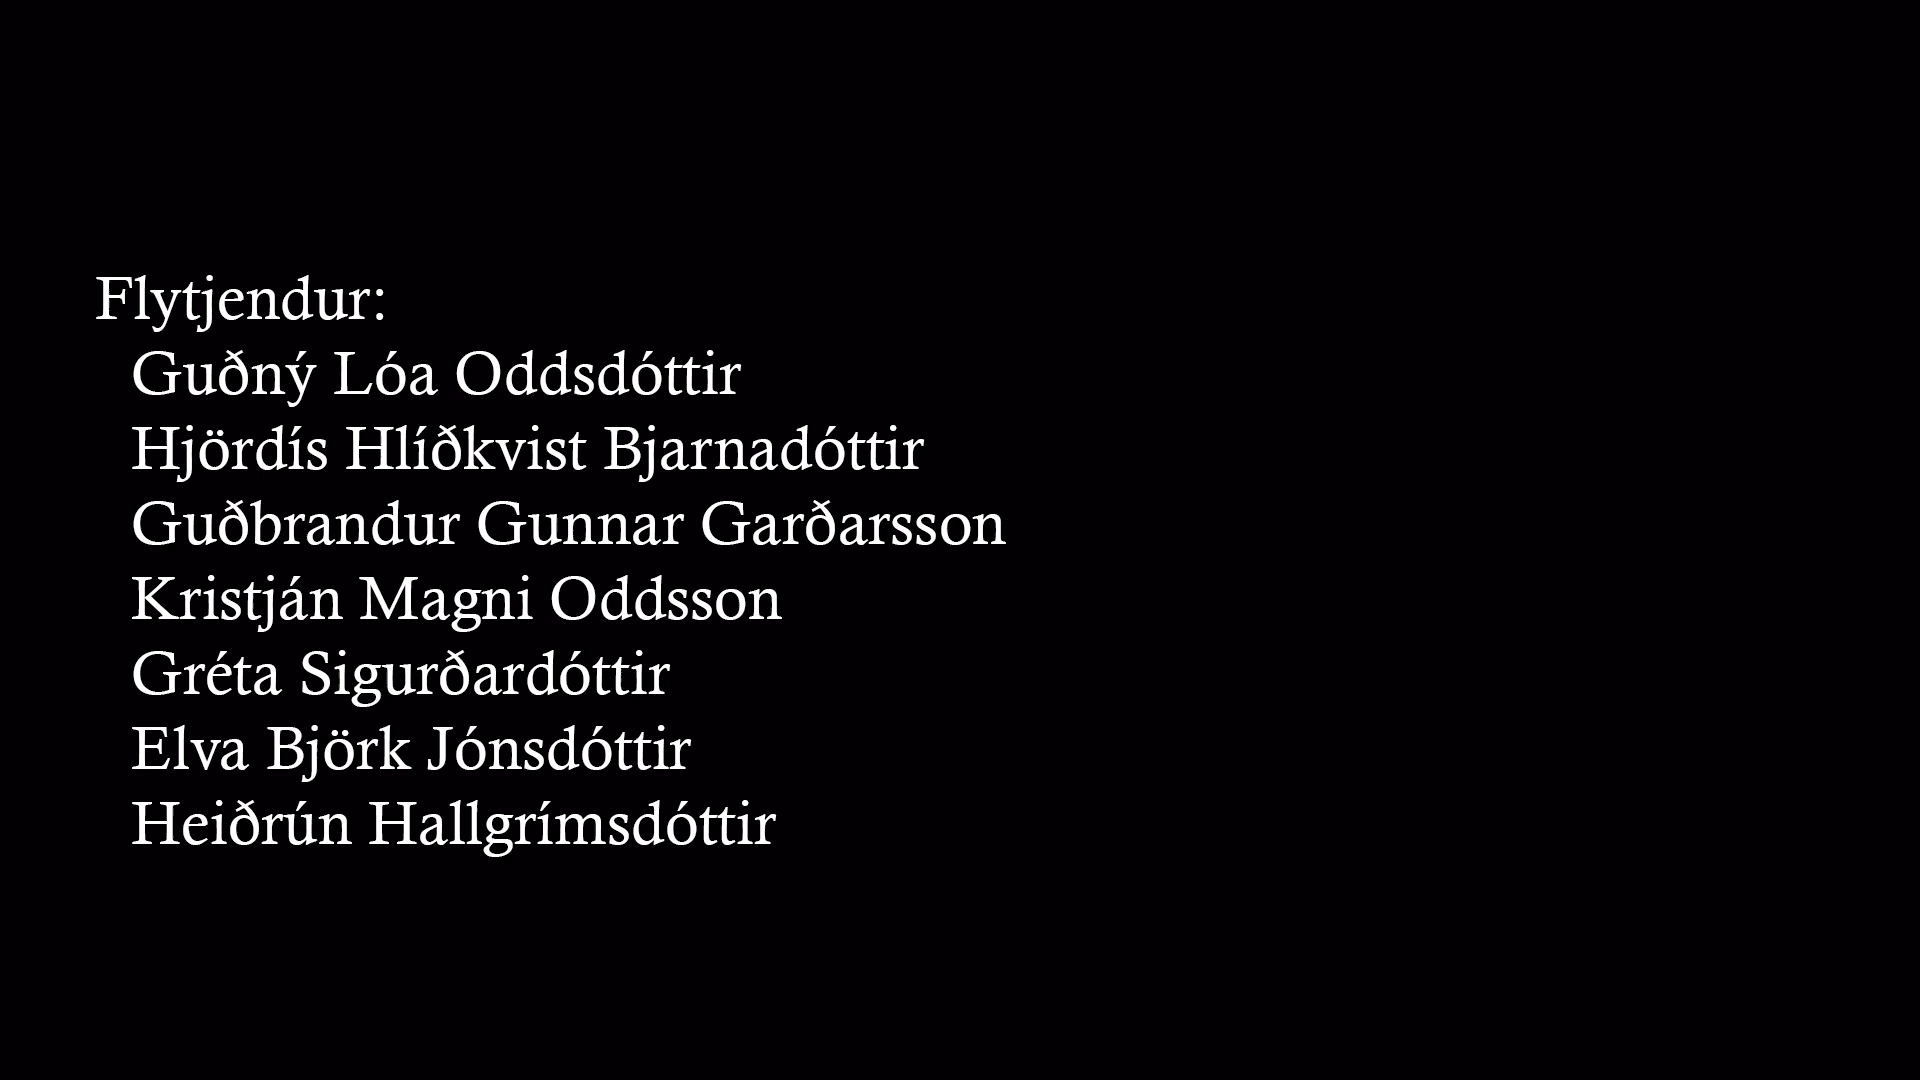 Flytjendur:
Guðný Lóa Oddsdóttir
Hjördís Hlíðkvist Bjarnadóttir
Guðbrandur Gunnar Garðarsson
Kristján Magni Oddsson
Gréta Sigurðardóttir
Elva Björk Jónsdóttir
Heiðrún Hallgrímsdóttir